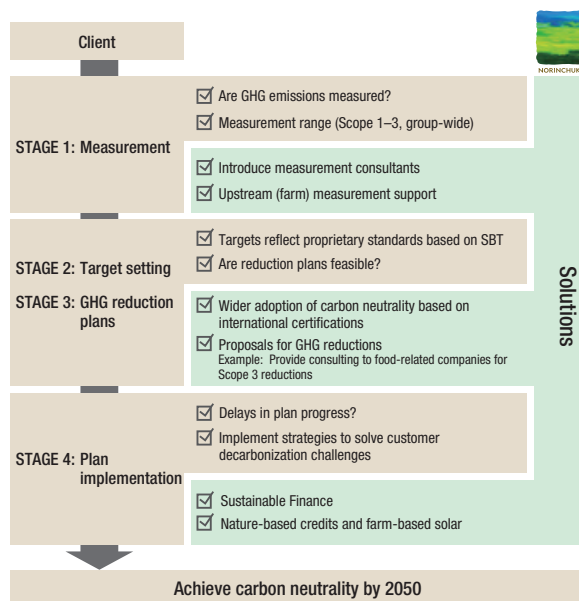 Client
NORINCHUKIN
STAGE 1: Measurement
Are GHG emissions measured?
Measurement range (Scope 1–3, group-wide)
Introduce measurement consultants
Upstream (farm) measurement support
STAGE 2: Target setting
STAGE 3: GHG reduction
plans
Targets reflect proprietary standards based on SBT
Are reduction plans feasible?
Wider adoption of carbon neutrality based on
international certifications
Proposals for GHG reductions
Example: Provide consulting to food-related companies for
Scope 3 reductions
STAGE 4: Plan
implementation
Delays in plan progress?
Implement strategies to solve customer
decarbonization challenges
Sustainable Finance
Nature-based credits and farm-based solar
Solutions
Achieve carbon neutrality by 2050